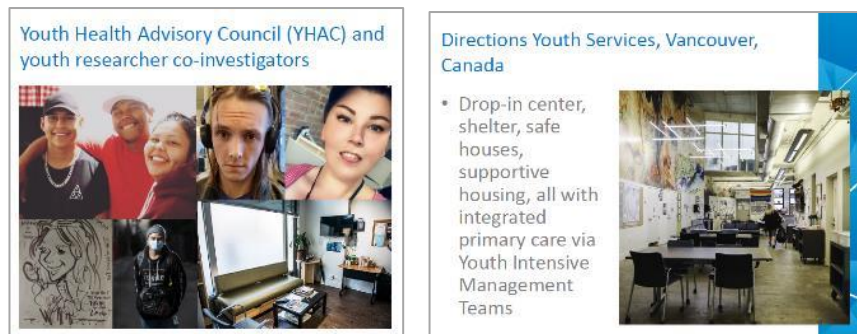 Youth Health Advisory Council (YHAC) and
youth researcher co-investigators
Directions Youth Services, Vancouver,
Canada
• Drop-in center,
shelter, safe
houses,
supportive
housing, all with
integrated
primary care via
Youth Intensive
Management
Teams